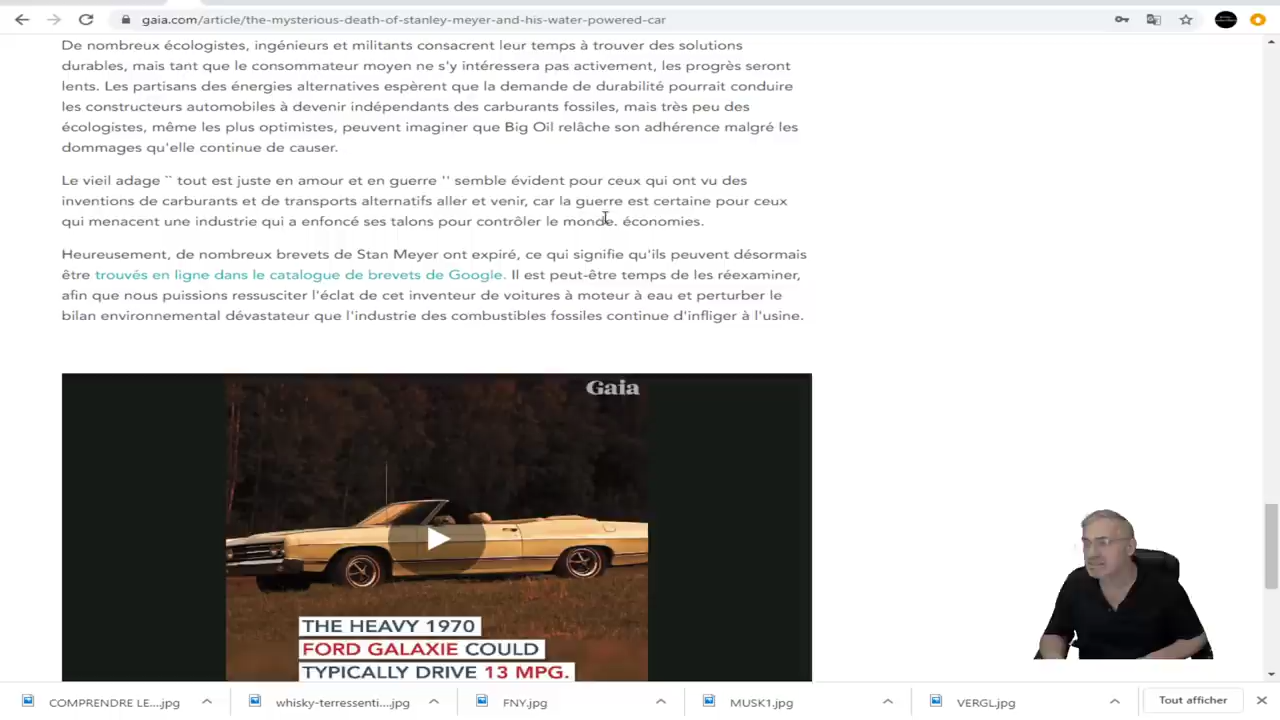 gaia.com/article/the-mysterious-death-of-stanley-meyer-and-his-water-powered-car
De nombreux écologistes, ingénieurs et militants consacrent leur temps à trouver des solutions
durables, mais tant que le consommateur moyen ne s'y intéressera pas activement, les progrès seront
lents. Les partisans des énergies alternatives espèrent que la demande de durabilité pourrait conduire
les constructeurs automobiles à devenir indépendants des carburants fossiles, mais très peu des
écologistes, même les plus optimistes, peuvent imaginer que Big Oil relâche son adhérence malgré les
dommages qu'elle continue de causer.
Le vieil adage ¨ tout est juste en amour et en guerre '' semble évident pour ceux qui ont vu des
inventions de carburants et de transports alternatifs aller et venir, car la guerre est certaine pour ceux
qui menacent une industrie qui a enfoncé ses talons pour contrôler le monde. économies.
Heureusement, de nombreux brevets de Stan Meyer ont expiré, ce qui signifie qu'ils peuvent désormais
être trouvés en ligne dans le catalogue de brevets de Google. Il est peut-être temps de les réexaminer,
afin que nous puissions ressusciter l'éclat de cet inventeur de voitures à moteur à eau et perturber le
bilan environnemental dévastateur que l'industrie des combustibles fossiles continue d'infliger à l'usine.
Gaia
THE HEAVY 1970
FORD GALAXIE COULD
TYPICALLY DRIVE 13 MPG.
COMPRENDRE LE....jpg
whisky-terressenti....jpg
FNY.jpg
MUSK1.jpg
VERGL.jpg
Tout afficher